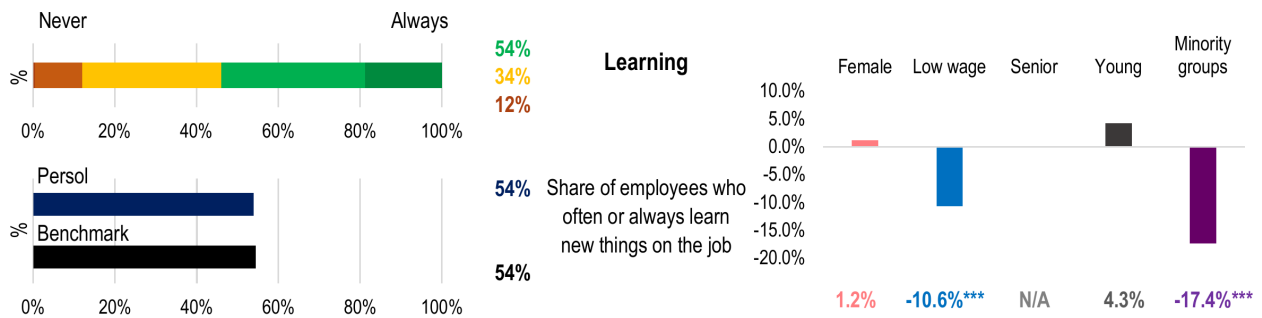 Never Always
%
0% 20% 40% 60% 80% 100%
54%
34%
12%
Persol
Benchmark
%
0% 20% 40% 60% 80% 100%
54%
54%
Learning
Share of employees who
often or always learn
new things on the job
Female Low wage Senior Young Minority
groups
10.0%
5.0%
0.0%
-5.0%
-10.0%
-15.0%
-20.0%
1.2% -10.6%*** N/A 4.3% -17.4%***